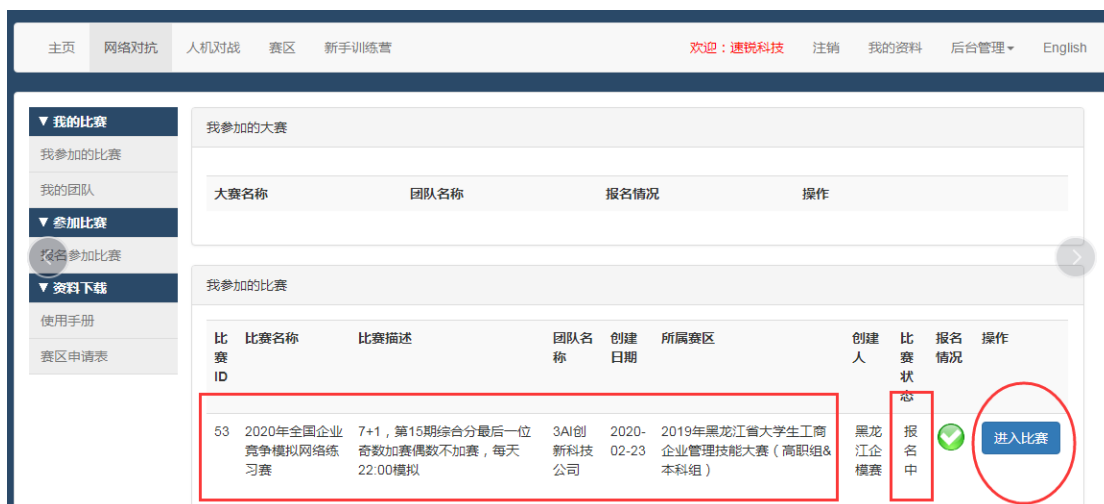 主页 网络对抗 人机对战 赛区 新手训练营 欢迎：速锐科技 注销 我的资料 后台管理 English
▼ 我的比赛
我参加的比赛
我的团队
▼ 参加比赛
报名参加比赛
▼ 资料下载
使用手册
赛区申请表
我参加的大赛
大赛名称 团队名称 报名情况 操作
我参加的比赛
比 比赛名称 比赛描述 团队名 创建 所属赛区 创建 比 报名 操作
赛 称 日期 人 赛 情况
ID 状
态
53 2020年全国企业 7+1，第15期综合分最后一位 3AI创 2020- 2019年黑龙江省大学生工商 黑龙 报 进入比赛
竞争模拟网络练 奇数加赛偶数不加赛，每天 新科技 02-23 企业管理技能大赛（高职组& 江企 名
习赛 22:00模拟 公司 本科组） 模赛 中